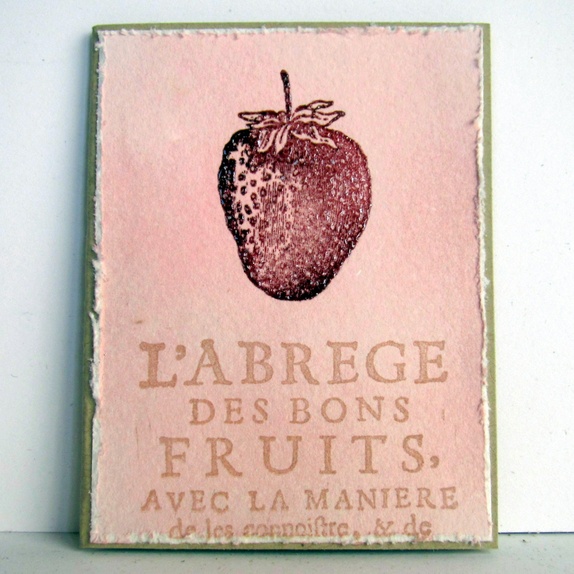 L'ABREGE
DES BONS
FRUITS,
AVEC LA MANIERE
de les connoiſtre, & de